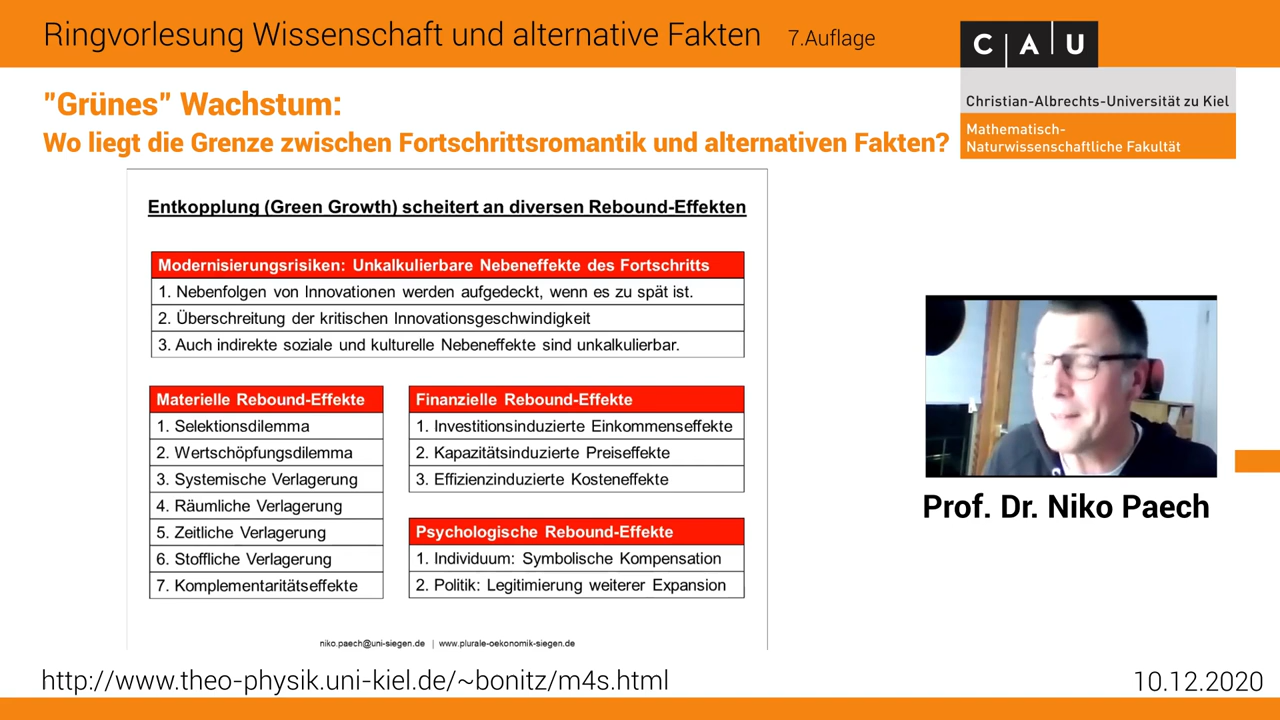 Ringvorlesung Wissenschaft und alternative Fakten 7.Auflage
C A U
Christian-Albrechts-Universität zu Kiel
Mathematisch-
Naturwissenschaftliche Fakultät
"Grünes" Wachstum:
Wo liegt die Grenze zwischen Fortschrittsromantik und alternativen Fakten?
Entkopplung (Green Growth) scheitert an diversen Rebound-Effekten
Modernisierungsrisiken: Unkalkulierbare Nebeneffekte des Fortschritts
1. Nebenfolgen von Innovationen werden aufgedeckt, wenn es zu spät ist.
2. Überschreitung der kritischen Innovationsgeschwindigkeit
3. Auch indirekte soziale und kulturelle Nebeneffekte sind unkalkulierbar.
Materielle Rebound-Effekte
1. Selektionsdilemma
2. Wertschöpfungsdilemma
3. Systemische Verlagerung
4. Räumliche Verlagerung
5. Zeitliche Verlagerung
6. Stoffliche Verlagerung
7. Komplementaritätseffekte
Finanzielle Rebound-Effekte
1. Investitionsinduzierte Einkommenseffekte
2. Kapazitätsinduzierte Preiseffekte
3. Effizienzinduzierte Kosteneffekte
Psychologische Rebound-Effekte
1. Individuum: Symbolische Kompensation
2. Politik: Legitimierung weiterer Expansion
niko.paech@uni-siegen.de | www.plurale-oekonomik-siegen.de
Prof. Dr. Niko Paech
http://www.theo-physik.uni-kiel.de/~bonitz/m4s.html
10.12.2020